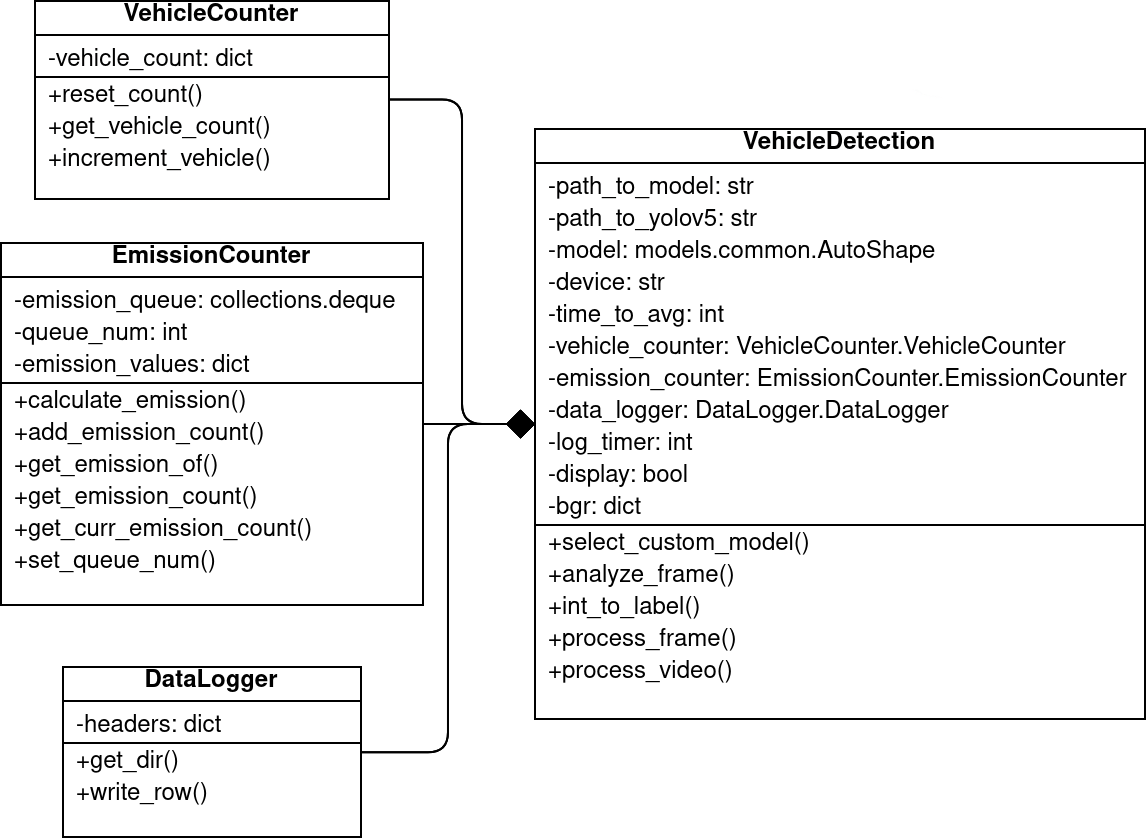 VehicleCounter
-vehicle_count: dict
+reset_count()
+get_vehicle_count()
+increment_vehicle()
EmissionCounter
-emission_queue: collections.deque
-queue_num: int
-emission_values: dict
+calculate_emission()
+add_emission_count()
+get_emission_of()
+get_emission_count()
+get_curr_emission_count()
+set_queue_num()
DataLogger
-headers: dict
+get_dir()
+write_row()
VehicleDetection
-path_to_model: str
-path_to_yolov5: str
-model: models.common.AutoShape
-device: str
-time_to_avg: int
-vehicle_counter: VehicleCounter.VehicleCounter
-emission_counter: EmissionCounter.EmissionCounter
-data_logger: DataLogger.DataLogger
-log_timer: int
-display: bool
-bgr: dict
+select_custom_model()
+analyze_frame()
+int_to_label()
+process_frame()
+process_video()